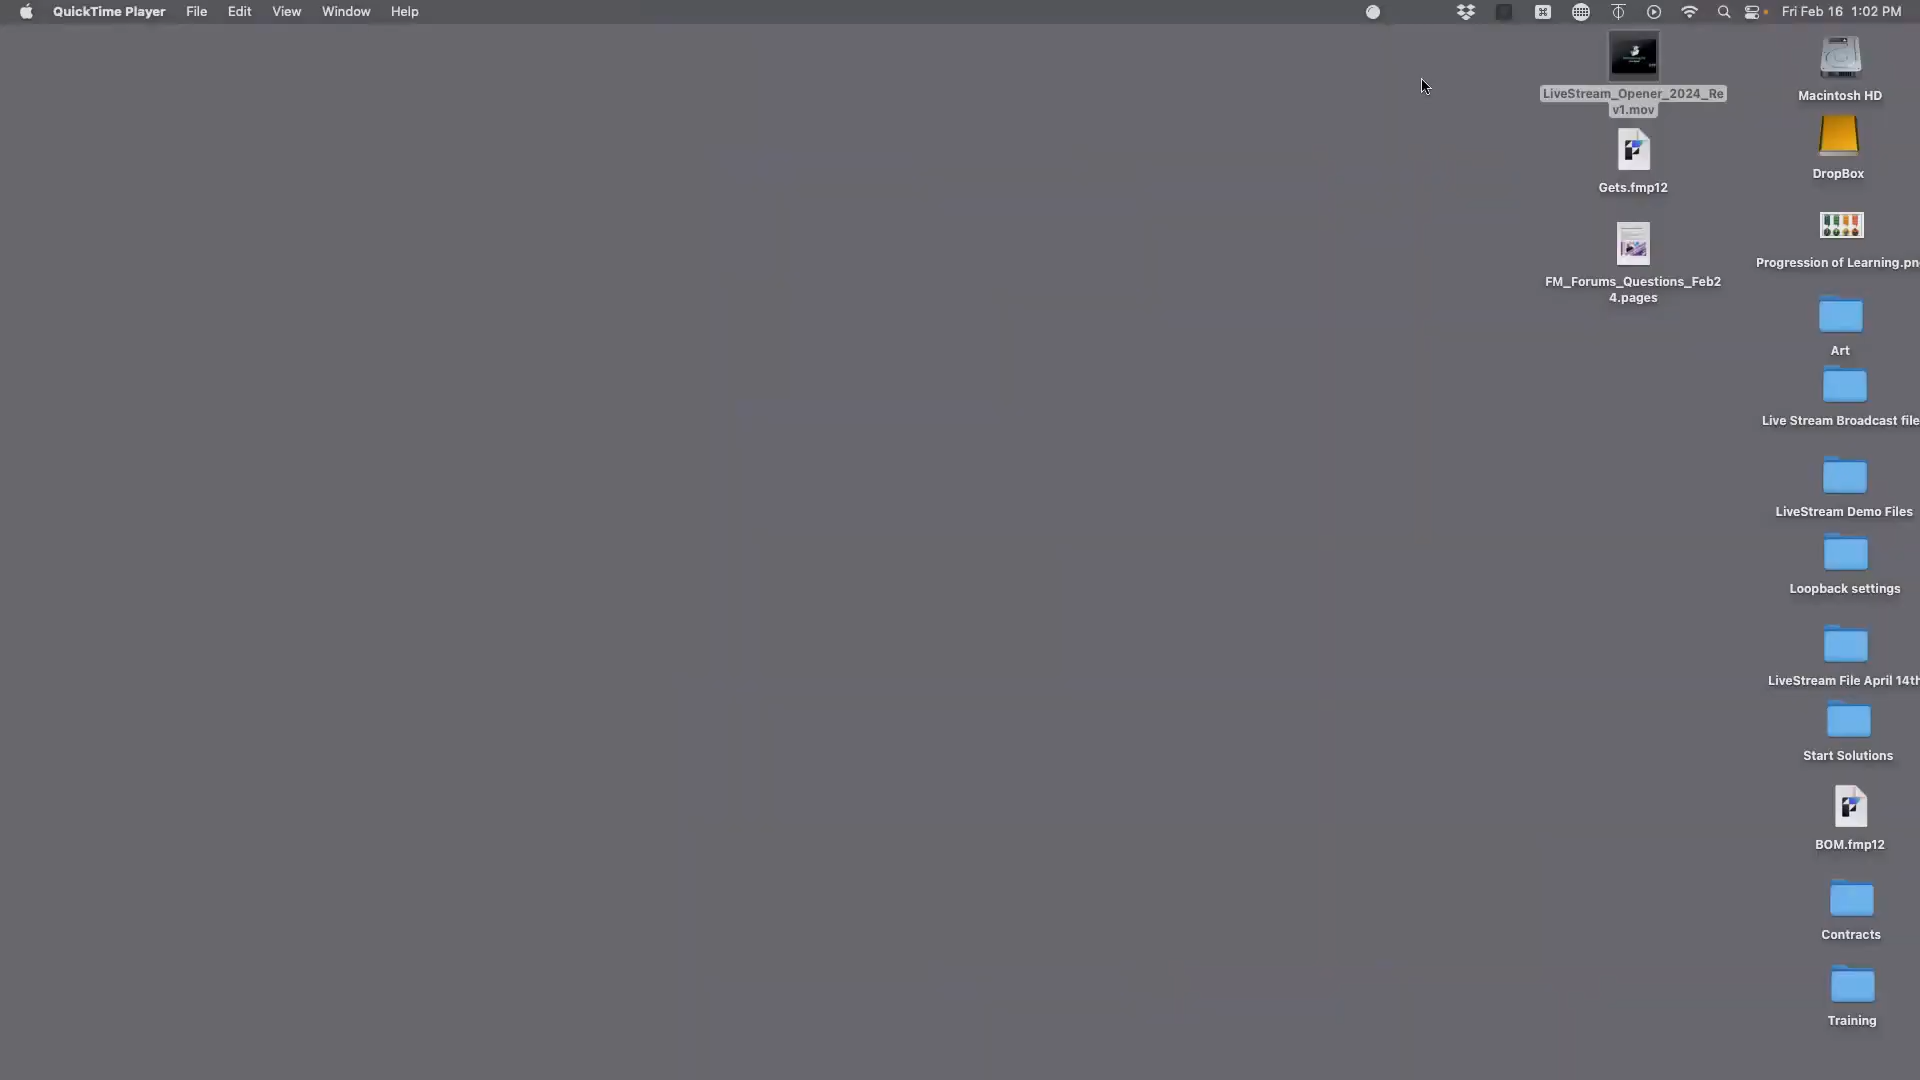 QuickTime Player File Edit View Window Help Fri Feb 16 1:02 PM
LiveStream_Opener_2024_Re
v1.mov
Macintosh HD
DropBox
Gets.fmp12
Progression of Learning.pn
FM_Forums_Questions_Feb2
4.pages
Art
Live Stream Broadcast file
LiveStream Demo Files
Loopback settings
LiveStream File April 14th
Start Solutions
BOM.fmp12
Contracts
Training